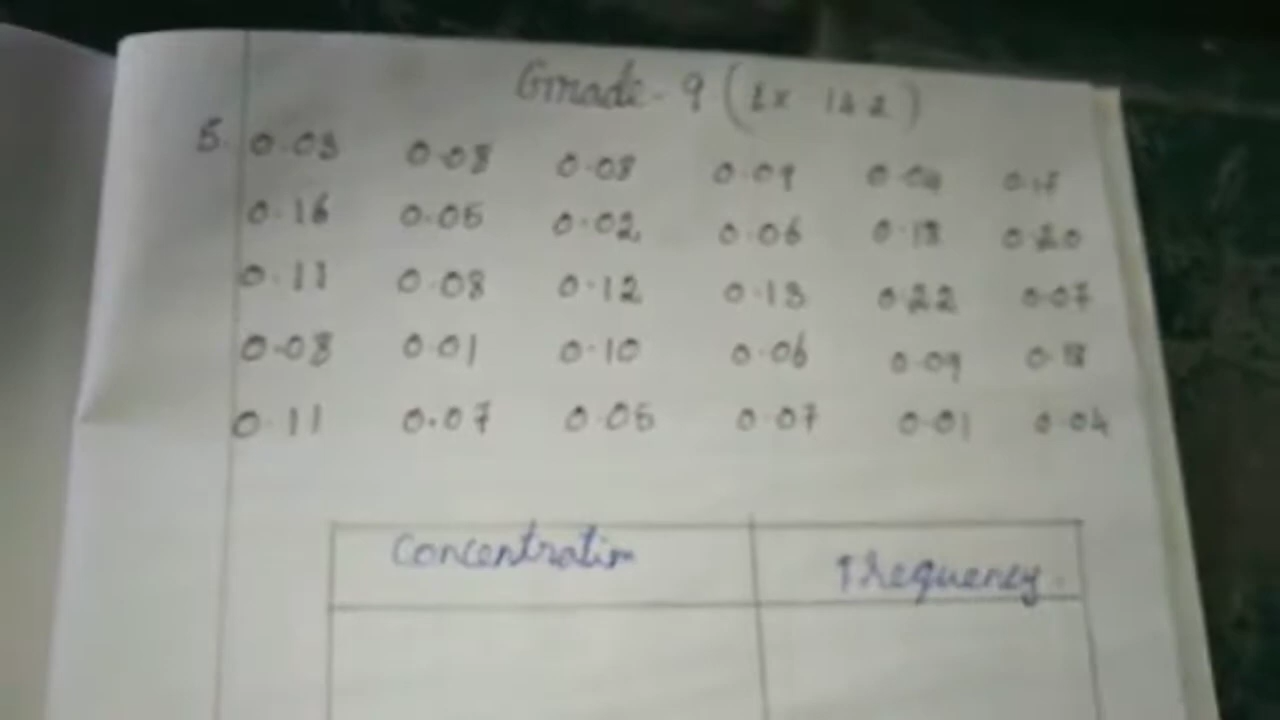 Grade - 9 (Ex 14.2)
5. 0.03 0.08 0.08 0.09 0.04 0.17
0.16 0.05 0.02 0.06 0.18 0.20
0.11 0.08 0.12 0.13 0.22 0.07
0.08 0.01 0.10 0.06 0.09 0.18
0.11 0.07 0.05 0.07 0.01 0.04
Concentration Frequency